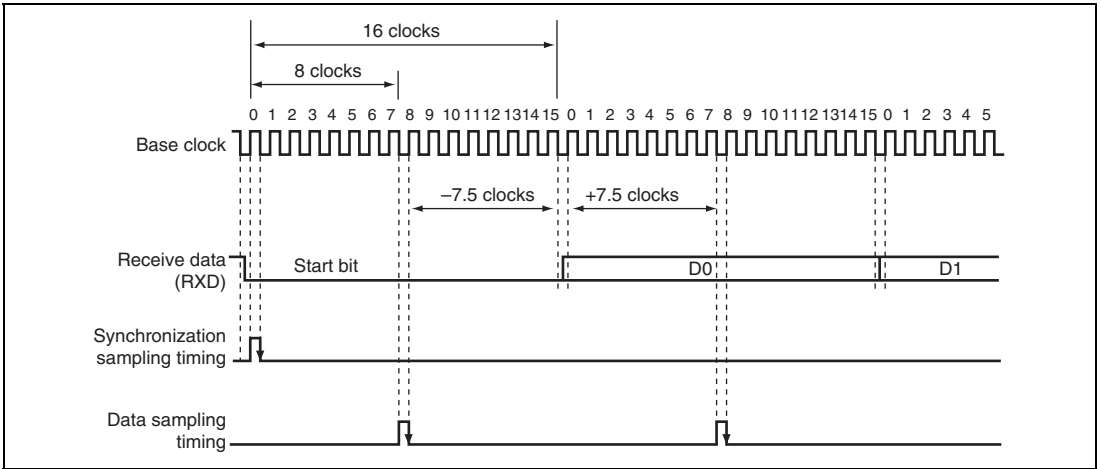 16 clocks
8 clocks
0 1 2 3 4 5 6 7 8 9 10 11 12 13 14 15 0 1 2 3 4 5 6 7 8 9 10 11 12 13 14 15 0 1 2 3 4 5
Base clock
–7.5 clocks +7.5 clocks
Receive data
(RXD)
Start bit D0 D1
Synchronization
sampling timing
Data sampling
timing